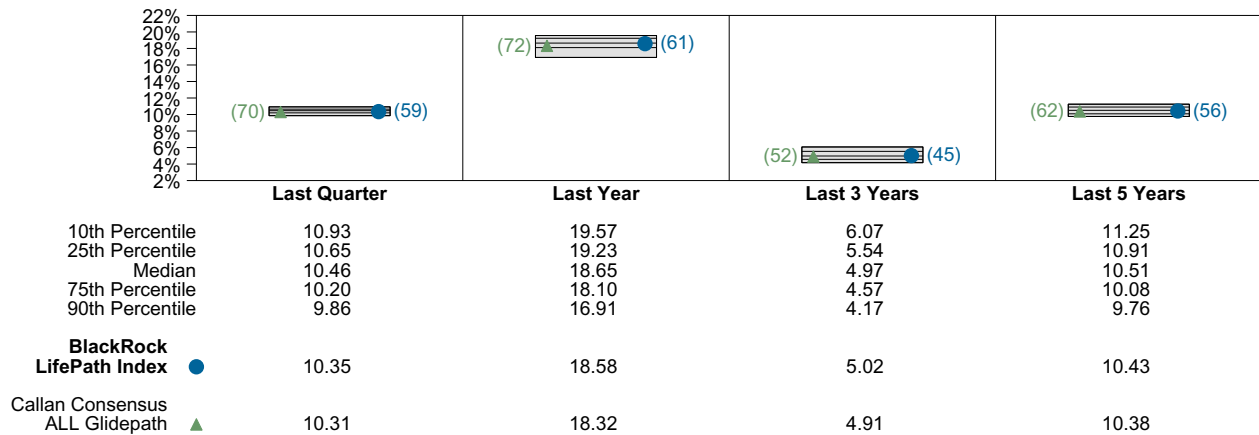 22%
20%
18%
16%
14%
12%
10%
8%
6%
4%
2%
(70) (59)
(72) (61)
(52) (45)
(62) (56)
Last Quarter Last Year Last 3 Years Last 5 Years
10th Percentile 10.93 19.57 6.07 11.25
25th Percentile 10.65 19.23 5.54 10.91
Median 10.46 18.65 4.97 10.51
75th Percentile 10.20 18.10 4.57 10.08
90th Percentile 9.86 16.91 4.17 9.76
BlackRock
LifePath Index 10.35 18.58 5.02 10.43
Callan Consensus
ALL Glidepath 10.31 18.32 4.91 10.38